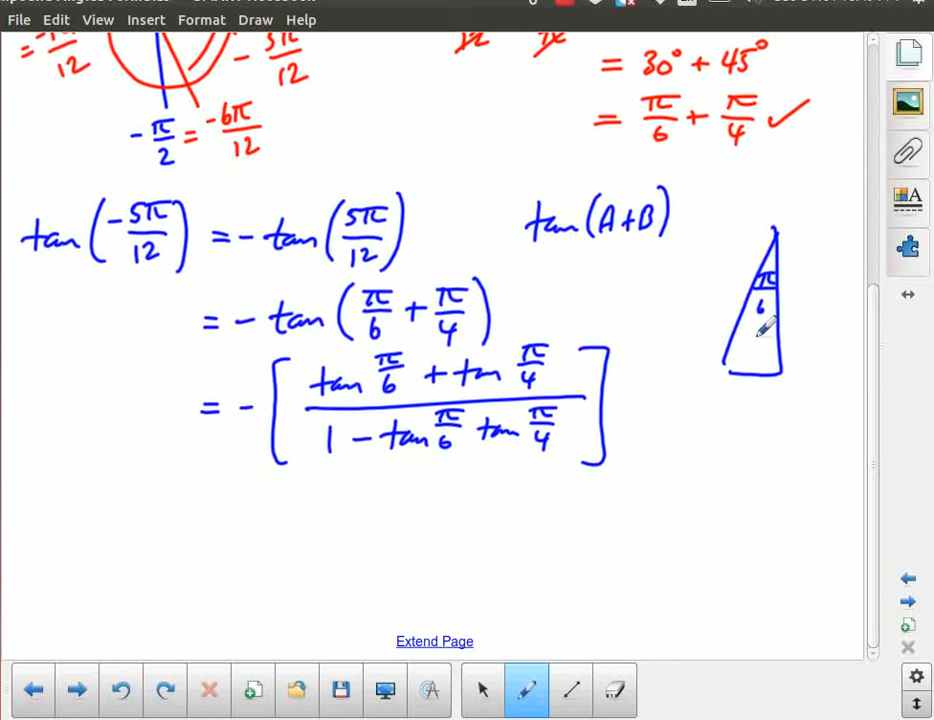 File Edit View Insert Format Draw Help
12
- 5π/12
= 30° + 45°
-π/2 = -6π/12
= π/6 + π/4 ✓
tan(-5π/12) = - tan(5π/12)
tan(A+B)
= - tan(π/6 + π/4)
π/6
= - [(tan π/6 + tan π/4)/(1 - tan π/6 tan π/4)]
Extend Page